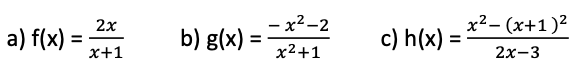 a) f(x) = 2x / x+1   b) g(x) = − x²−2 / x²+1   c) h(x) = x²− (x+1)² / 2x−3